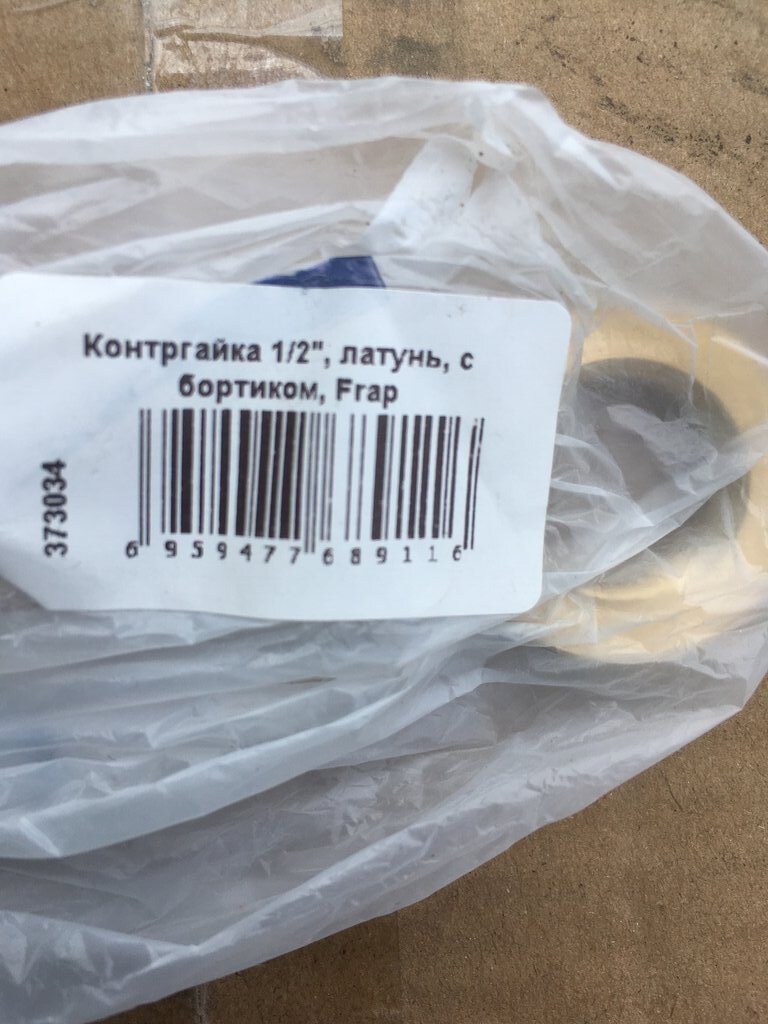 Контргайка 1/2", латунь, с
бортиком, Frap
373034
6 959477 689116